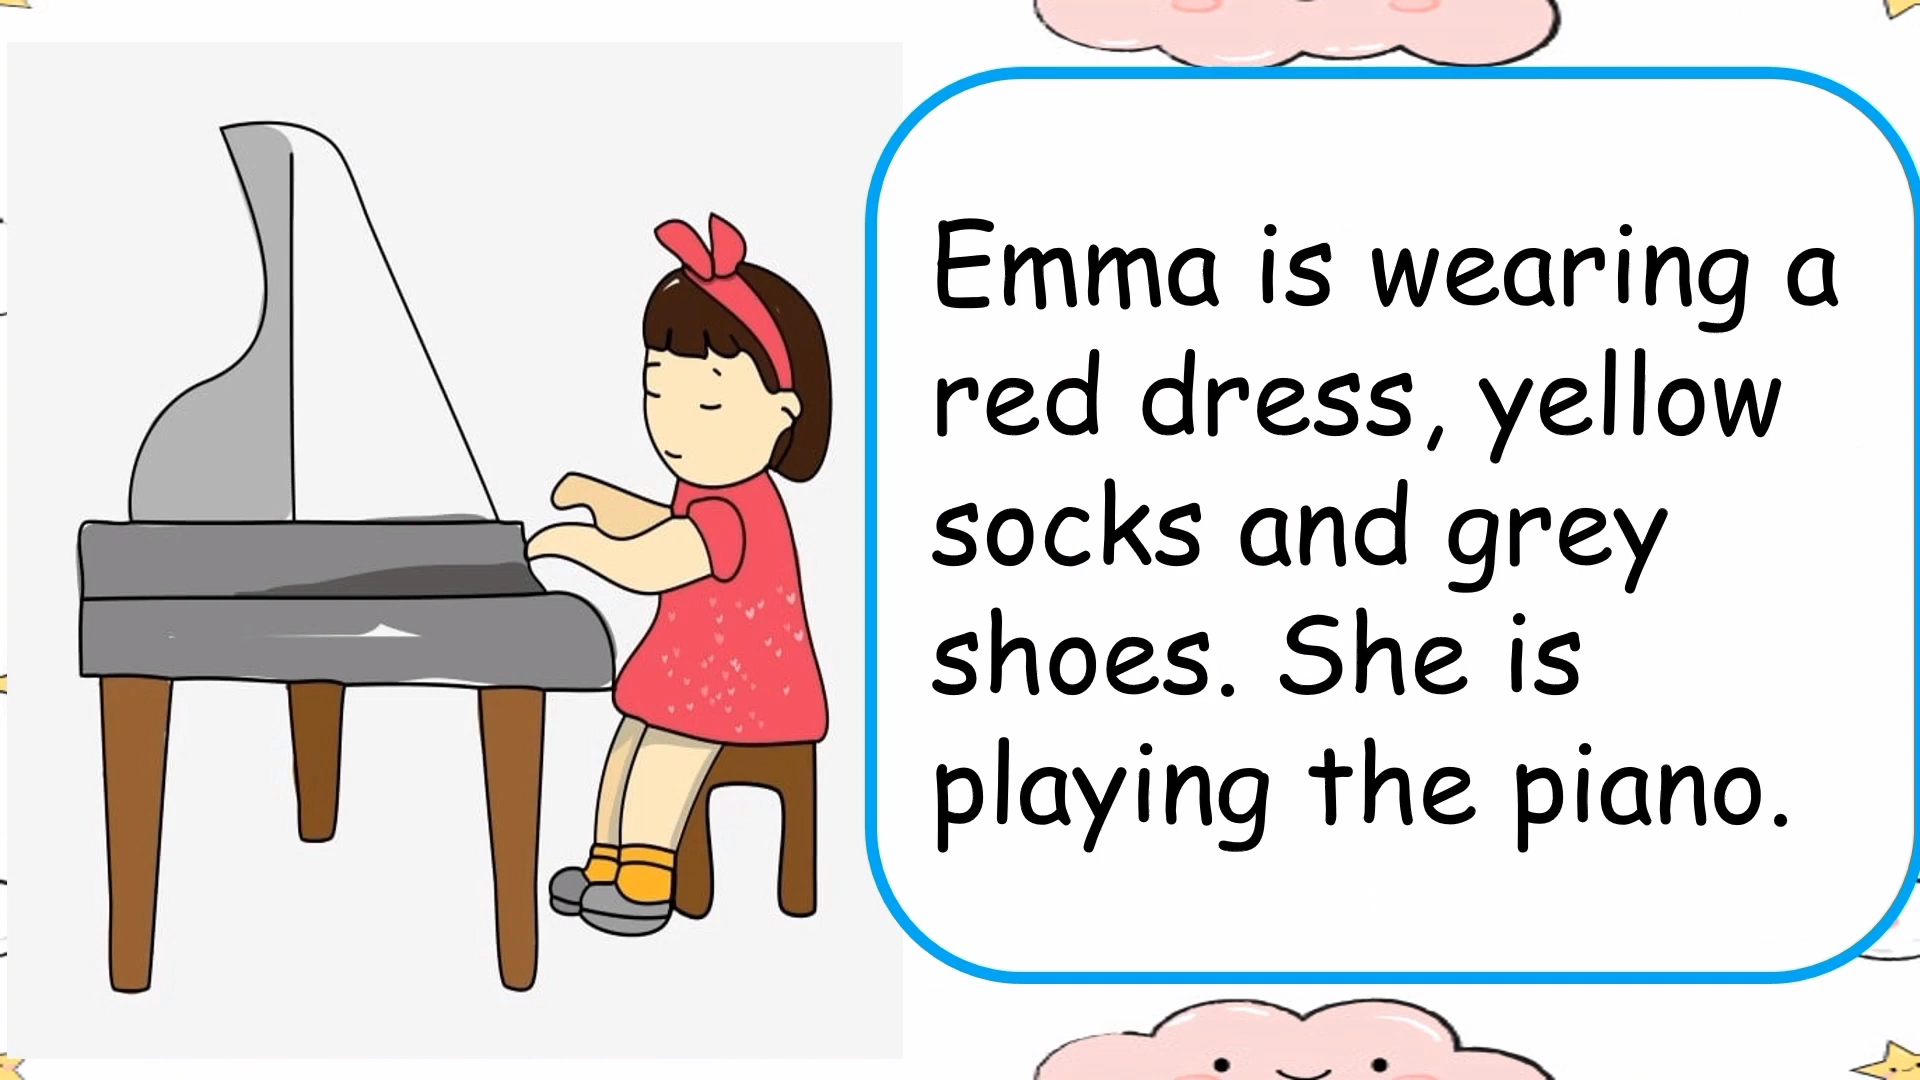 Emma is wearing a
red dress, yellow
socks and grey
shoes. She is
playing the piano.